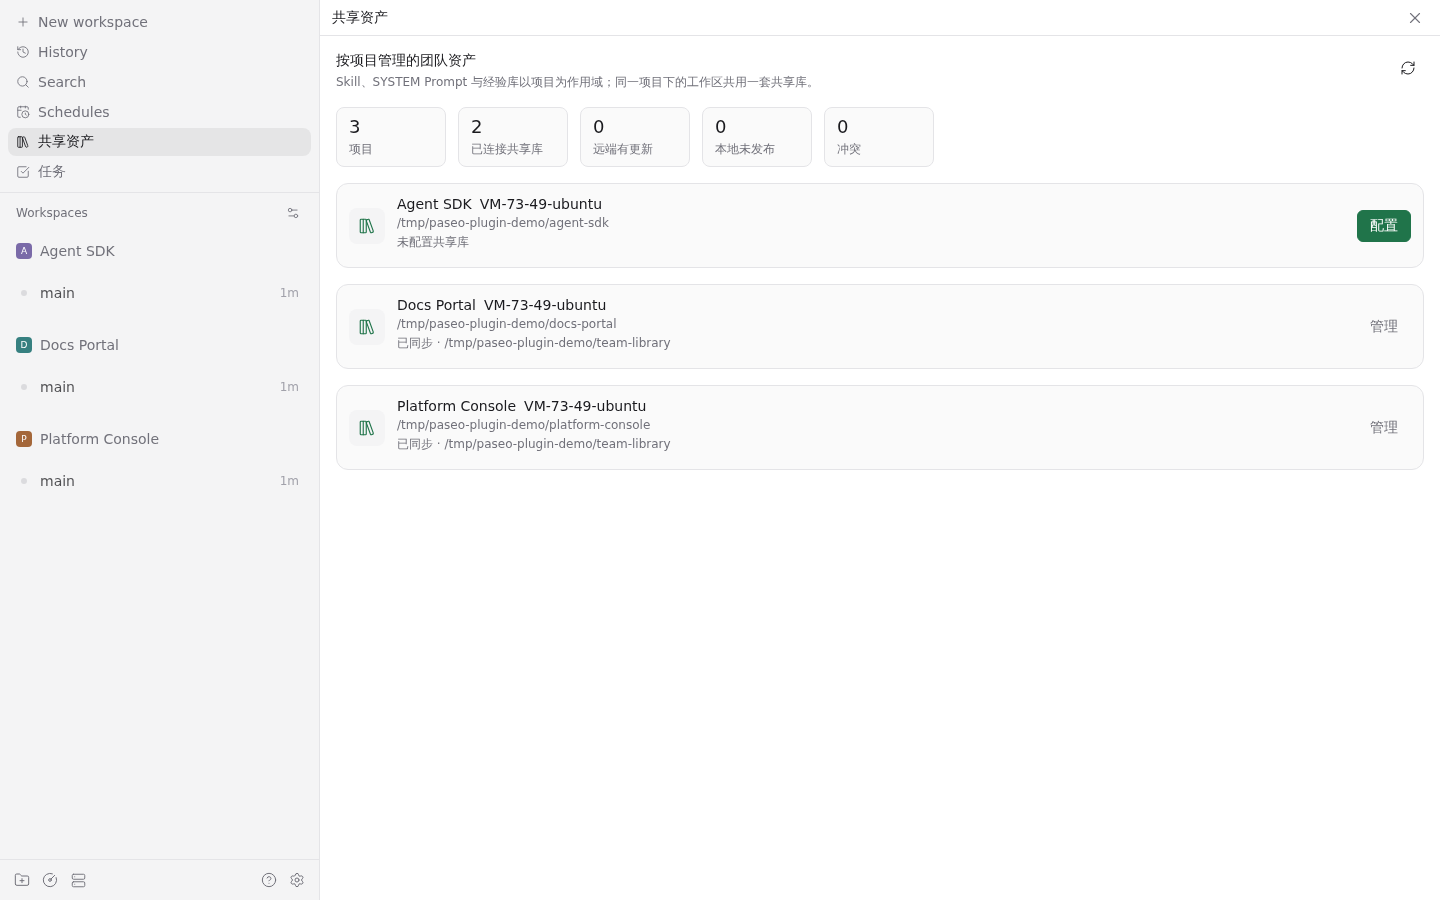 New workspace
History
Search
Schedules
共享资产
任务
Workspaces
A Agent SDK
main 1m
D Docs Portal
main 1m
P Platform Console
main 1m
共享资产
按项目管理的团队资产
Skill、SYSTEM Prompt 与经验库以项目为作用域；同一项目下的工作区共用一套共享库。
3
项目
2
已连接共享库
0
远端有更新
0
本地未发布
0
冲突
Agent SDK VM-73-49-ubuntu
/tmp/paseo-plugin-demo/agent-sdk
未配置共享库
配置
Docs Portal VM-73-49-ubuntu
/tmp/paseo-plugin-demo/docs-portal
已同步 · /tmp/paseo-plugin-demo/team-library
管理
Platform Console VM-73-49-ubuntu
/tmp/paseo-plugin-demo/platform-console
已同步 · /tmp/paseo-plugin-demo/team-library
管理